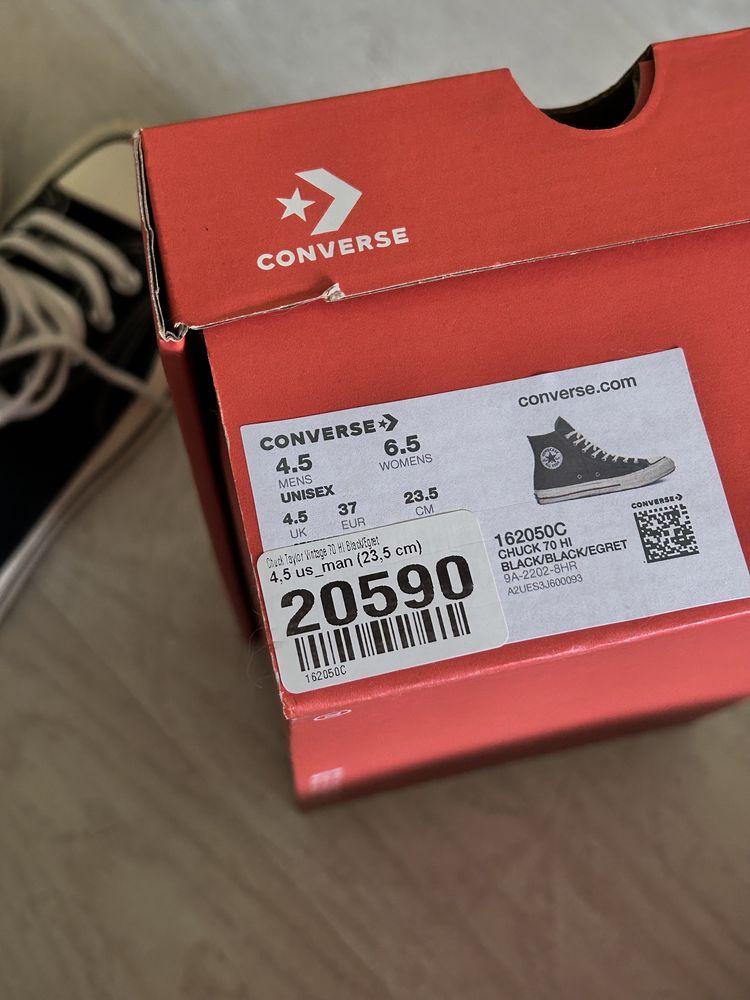 CONVERSE
converse.com
CONVERSE
4.5 6.5
MENS WOMENS
UNISEX
4.5 37 23.5
UK EUR CM
CONVERSE
162050C
CHUCK 70 HI
BLACK/BLACK/EGRET
9A-2202-8HR
A2UES3J600093
Chuck Taylor Vintage 70 HI Black/Egret
4,5 us_man (23,5 cm)
20590
162050C